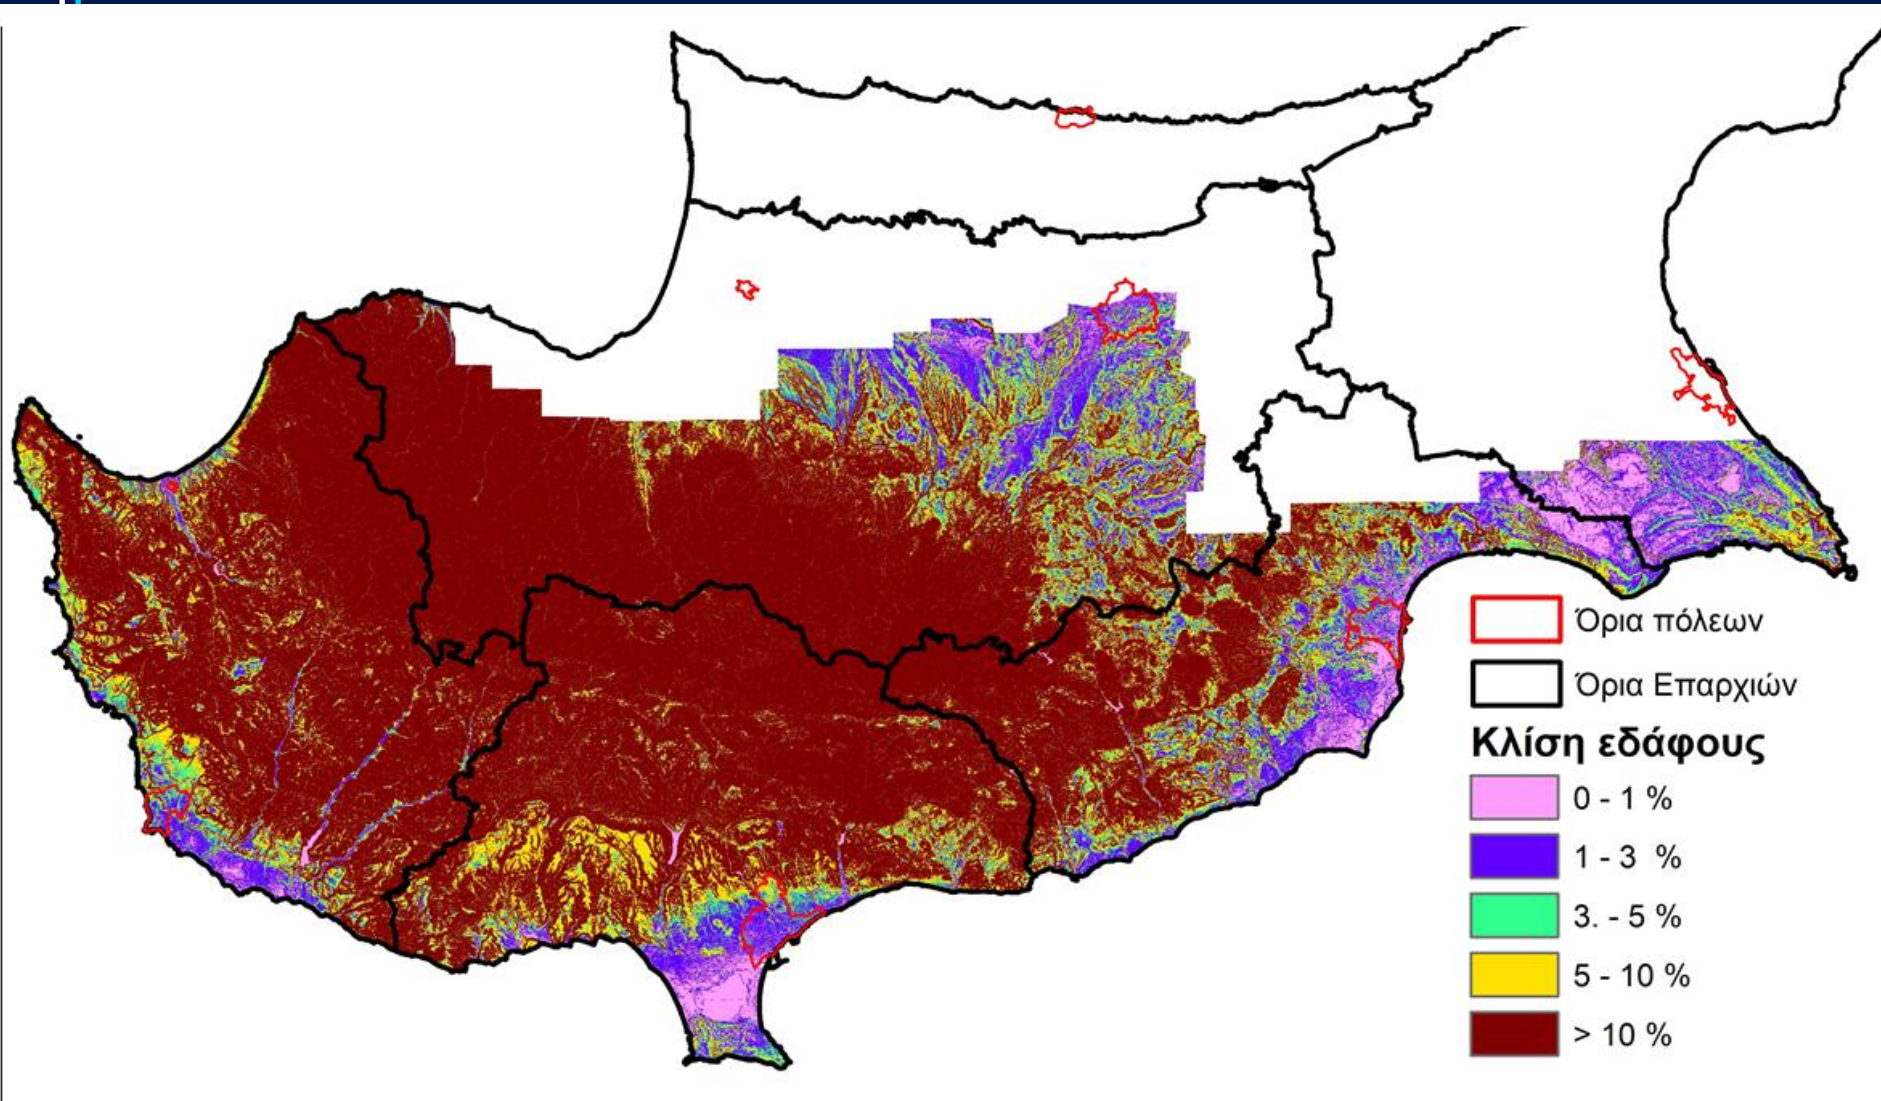 Όρια πόλεων
Όρια Επαρχιών
Κλίση εδάφους
0 - 1 %
1 - 3 %
3. - 5 %
5 - 10 %
> 10 %